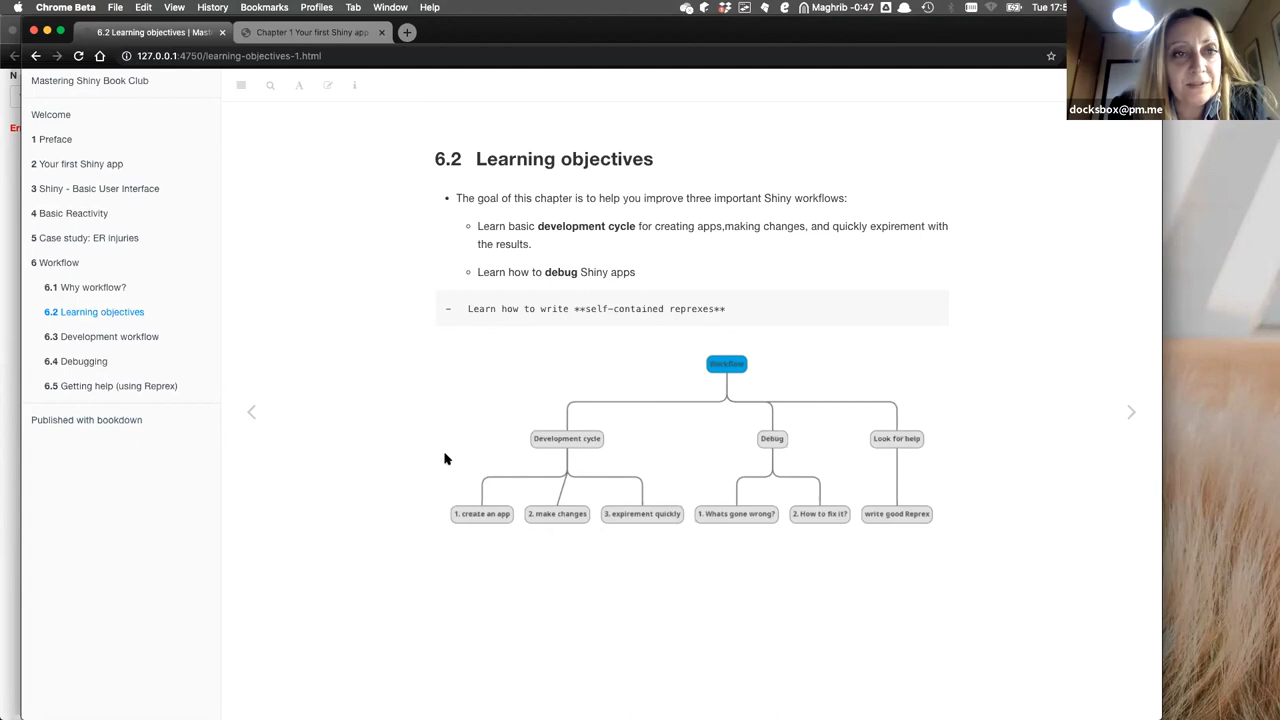 Chrome Beta File Edit View History Bookmarks Profiles Tab Window Help
Maghrib -0:47
Tue 17:5
6.2 Learning objectives | Mast
Chapter 1 Your first Shiny app
127.0.0.1:4750/learning-objectives-1.html
docksbox@pm.me
Mastering Shiny Book Club
Welcome
1 Preface
2 Your first Shiny app
3 Shiny - Basic User Interface
4 Basic Reactivity
5 Case study: ER injuries
6 Workflow
6.1 Why workflow?
6.2 Learning objectives
6.3 Development workflow
6.4 Debugging
6.5 Getting help (using Reprex)
Published with bookdown
6.2 Learning objectives
• The goal of this chapter is to help you improve three important Shiny workflows:
Learn basic development cycle for creating apps,making changes, and quickly expirement with
the results.
Learn how to debug Shiny apps
- Learn how to write **self-contained reprexes**
Workflow
Development cycle
Debug
Look for help
1. create an app
2. make changes
3. expirement quickly
1. Whats gone wrong?
2. How to fix it?
write good Reprex